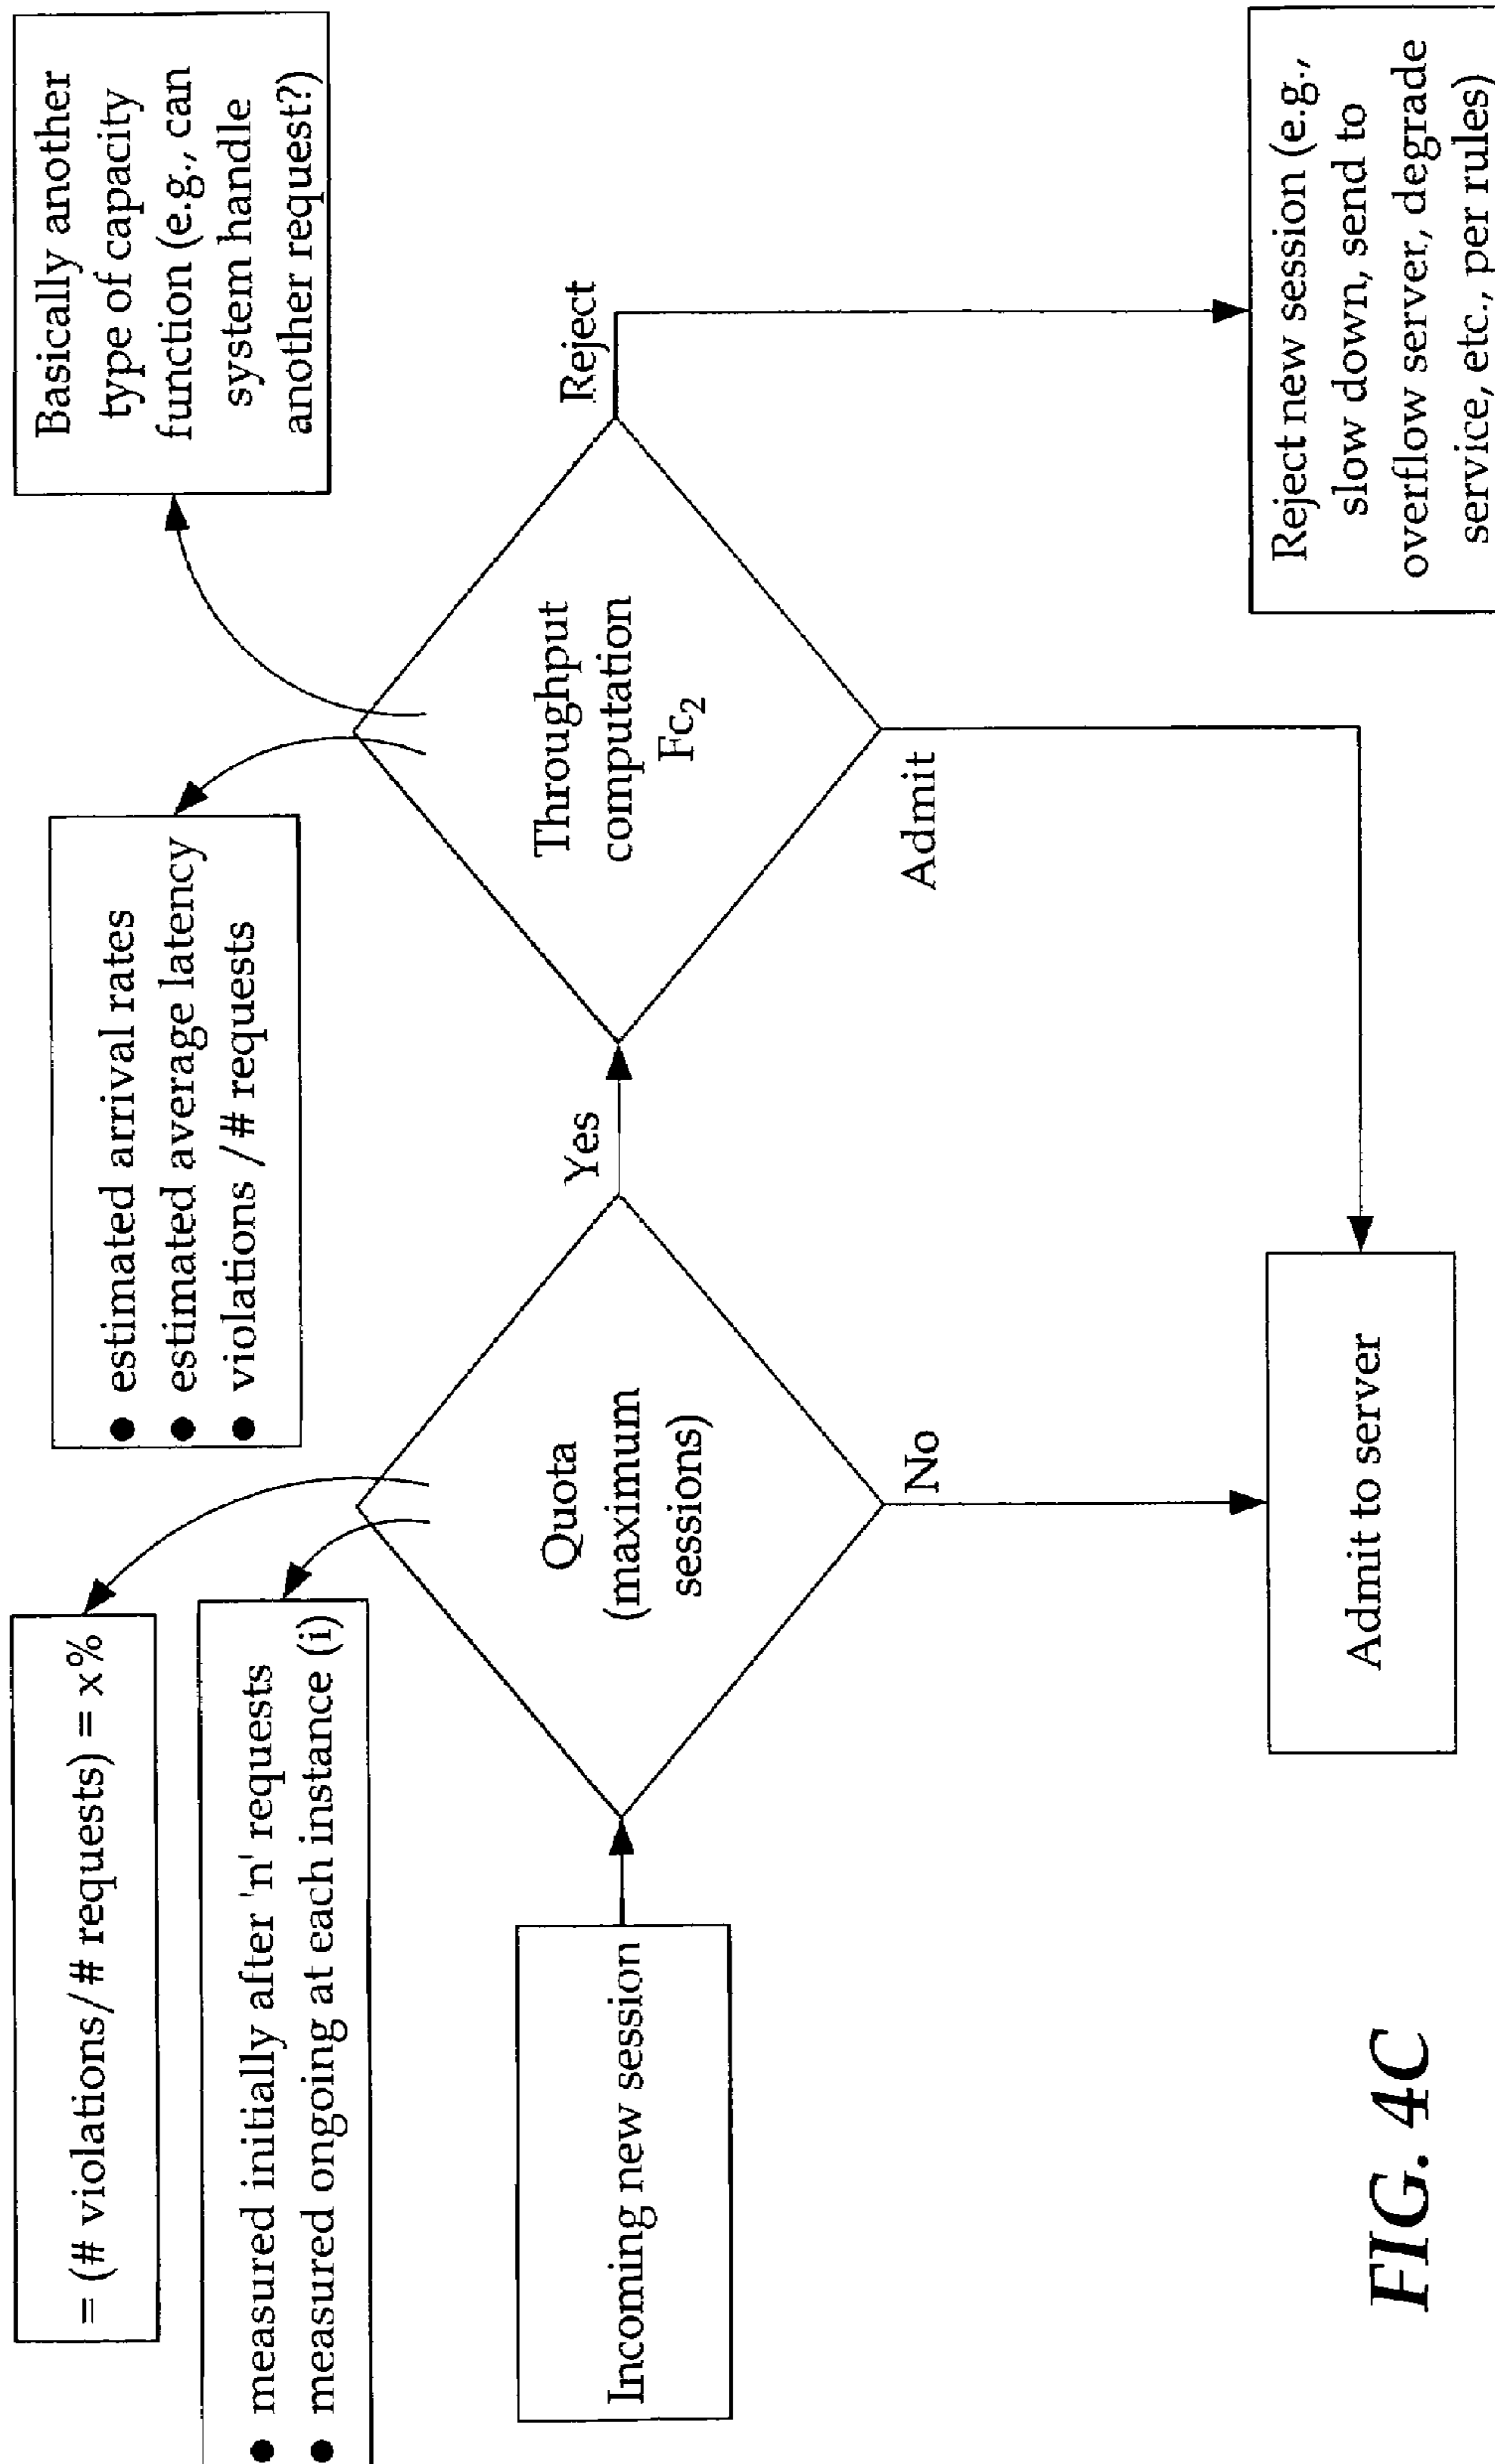 = (# violations/# requests) = x%
● measured initially after 'n' requests
● measured ongoing at each instance (i)
● estimated arrival rates
● estimated average latency
● violations /# requests
Basically another
type of capacity
function (e.g., can
system handle
another request?)
Incoming new session
Quota
(maximum
sessions)
Yes
No
Throughput
computation
Fc₂
Reject
Admit
Admit to server
Reject new session (e.g.,
slow down, send to
overflow server, degrade
service, etc., per rules)
FIG. 4C